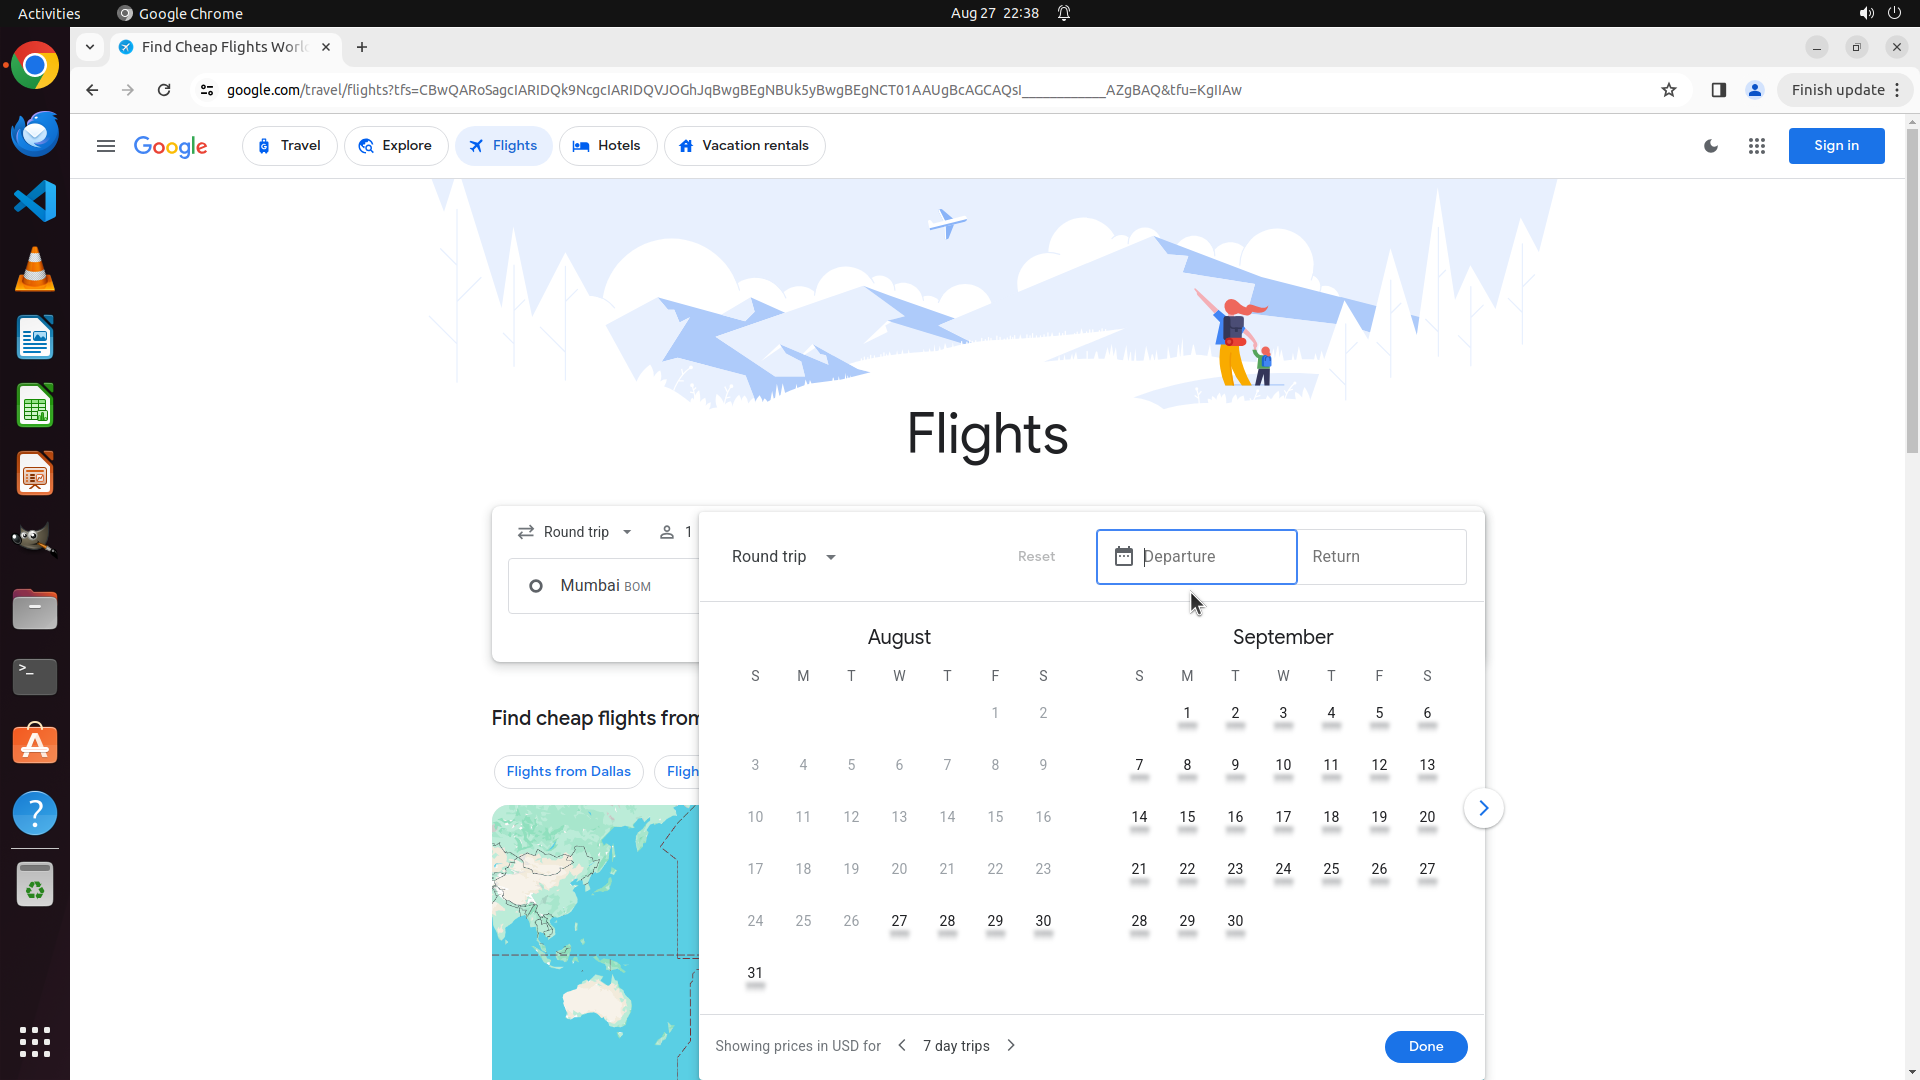 Activities
Google Chrome
Aug 27 22:38
Find Cheap Flights Worl
google.com/travel/flights?tfs=CBwQARoSagcIARIDQk9NcgcIARIDQVJOGhJqBwgBEgNBUk5yBwgBEgNCT01AAUgBcAGCAQsI____________AZgBAQ&tfu=KgIIAw
Finish update
Google
Travel
Explore
Flights
Hotels
Vacation rentals
Sign in
Flights
Round trip
1
Mumbai BOM
Round trip
Reset
Departure
Return
August
S M T W T F S
1 2
3 4 5 6 7 8 9
10 11 12 13 14 15 16
17 18 19 20 21 22 23
24 25 26 27 28 29 30
31
September
S M T W T F S
1 2 3 4 5 6
7 8 9 10 11 12 13
14 15 16 17 18 19 20
21 22 23 24 25 26 27
28 29 30
Showing prices in USD for
7 day trips
Done
Find cheap flights from
Flights from Dallas
Fligh